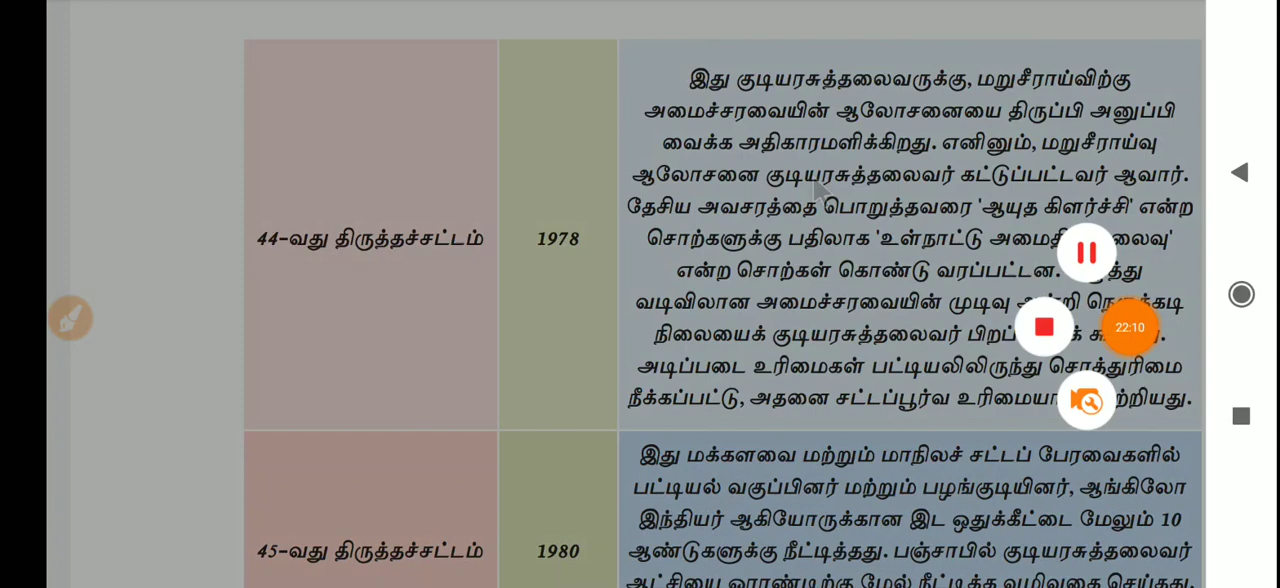 இது குடியரசுத்தலைவருக்கு, மறுசீராய்விற்கு
அமைச்சரவையின் ஆலோசனையை திருப்பி அனுப்பி
வைக்க அதிகாரமளிக்கிறது. எனினும், மறுசீராய்வு
ஆலோசனை குடியரசுத்தலைவர் கட்டுப்பட்டவர் ஆவார்.
தேசிய அவசரத்தை பொறுத்தவரை 'ஆயுத கிளர்ச்சி' என்ற
44-வது திருத்தச்சட்டம் 1978 சொற்களுக்கு பதிலாக 'உள்நாட்டு
என்ற சொற்கள் கொண்டு வரப்பட்டன.
வடிவிலான அமைச்சரவையின் முடிவு
நிலையைக் குடியரசுத்தலைவர்
22:10
அடிப்படை உரிமைகள் பட்டியலிலிருந்து சொத்துரிமை
நீக்கப்பட்டு, அதனை சட்டப்பூர்வ
இது மக்களவை மற்றும் மாநிலச் சட்டப் பேரவைகளில்
பட்டியல் வகுப்பினர் மற்றும் பழங்குடியினர், ஆங்கிலோ
இந்தியர் ஆகியோருக்கான இட ஒதுக்கீட்டை மேலும் 10
45-வது திருத்தச்சட்டம் 1980 ஆண்டுகளுக்கு நீட்டித்தது. பஞ்சாபில் குடியரசுத்தலைவர்
ஆட்சியை ஓராண்டிற்கு மேல் நீட்டிக்க வழிவகை செய்தது.